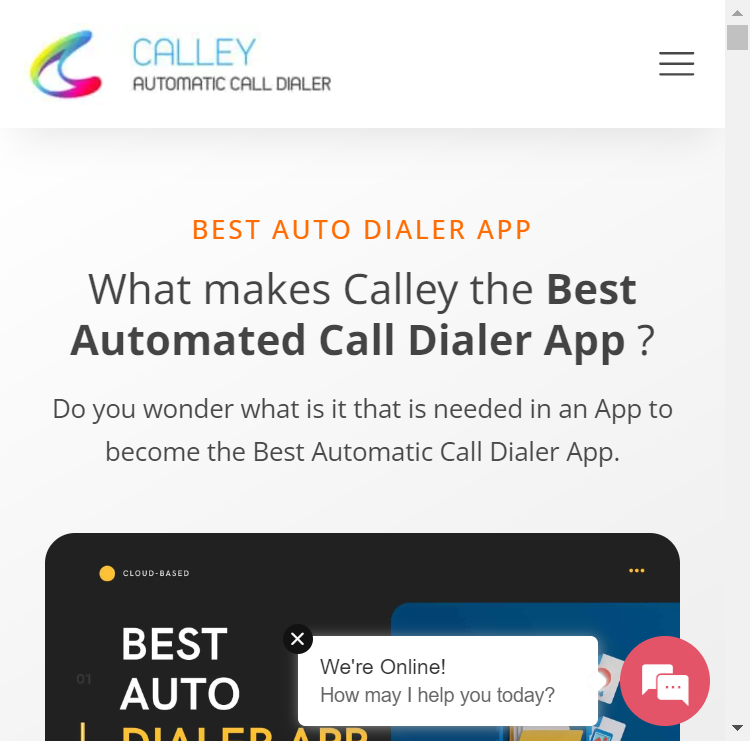 CALLEY
AUTOMATIC CALL DIALER
BEST AUTO DIALER APP
What makes Calley the Best
Automated Call Dialer App ?
Do you wonder what is it that is needed in an App to
become the Best Automatic Call Dialer App.
CLOUD-BASED
BEST
01
AUTO
DIALER APP
We're Online!
How may I help you today?